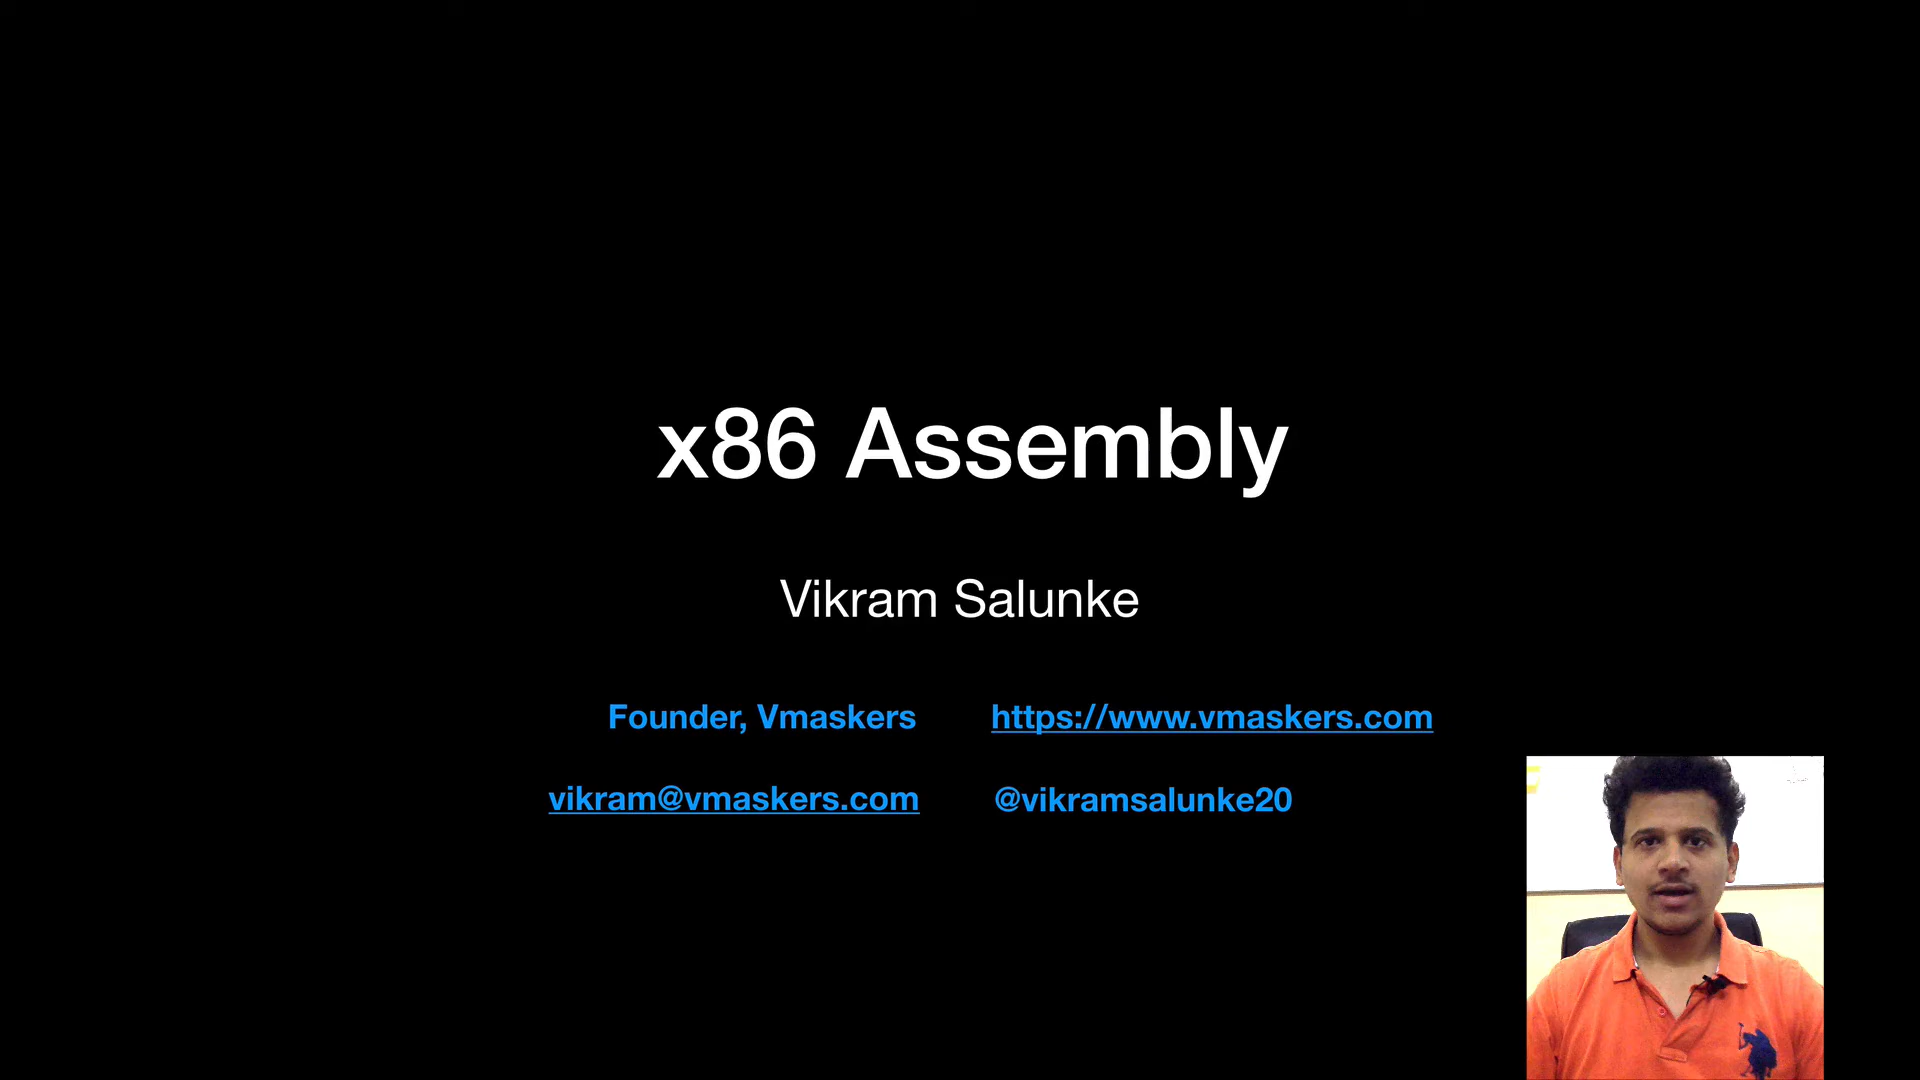 x86 Assembly
Vikram Salunke
Founder, Vmaskers https://www.vmaskers.com
vikram@vmaskers.com @vikramsalunke20